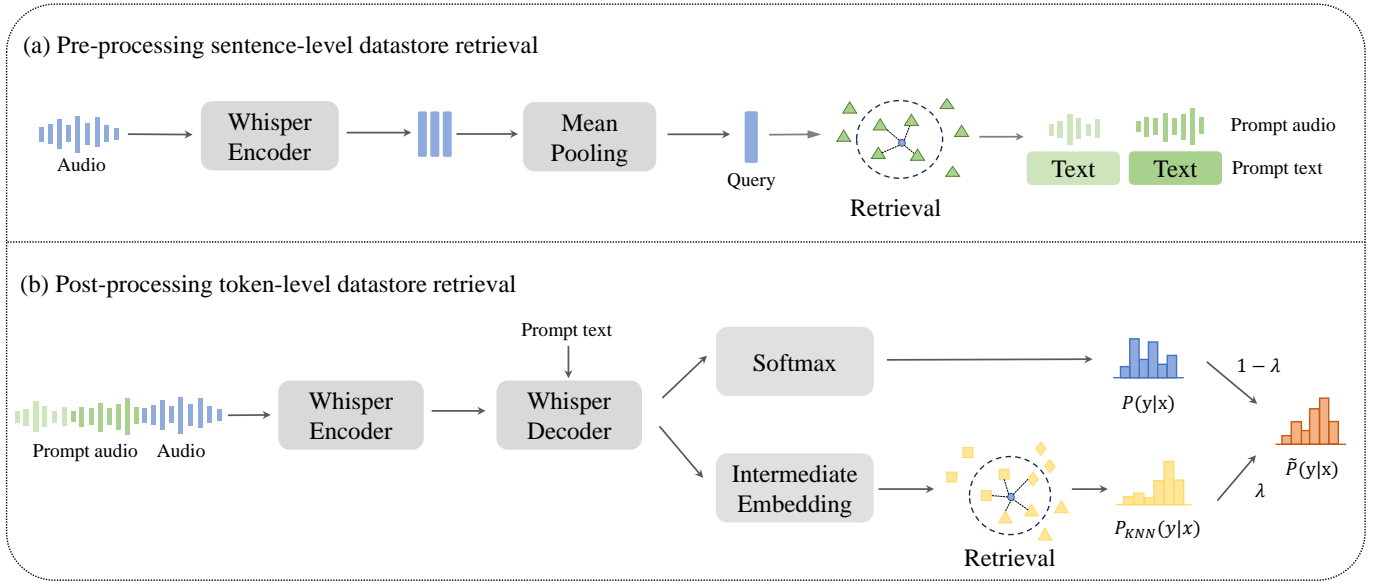 (a) Pre-processing sentence-level datastore retrieval
Audio
Whisper
Encoder
Mean
Pooling
Query
Retrieval
Text
Text
Prompt audio
Prompt text
(b) Post-processing token-level datastore retrieval
Prompt audio
Audio
Whisper
Encoder
Prompt text
Whisper
Decoder
Softmax
P(y|x)
1 − λ
Intermediate
Embedding
Retrieval
P_{KNN}(y|x)
λ
P̃(y|x)